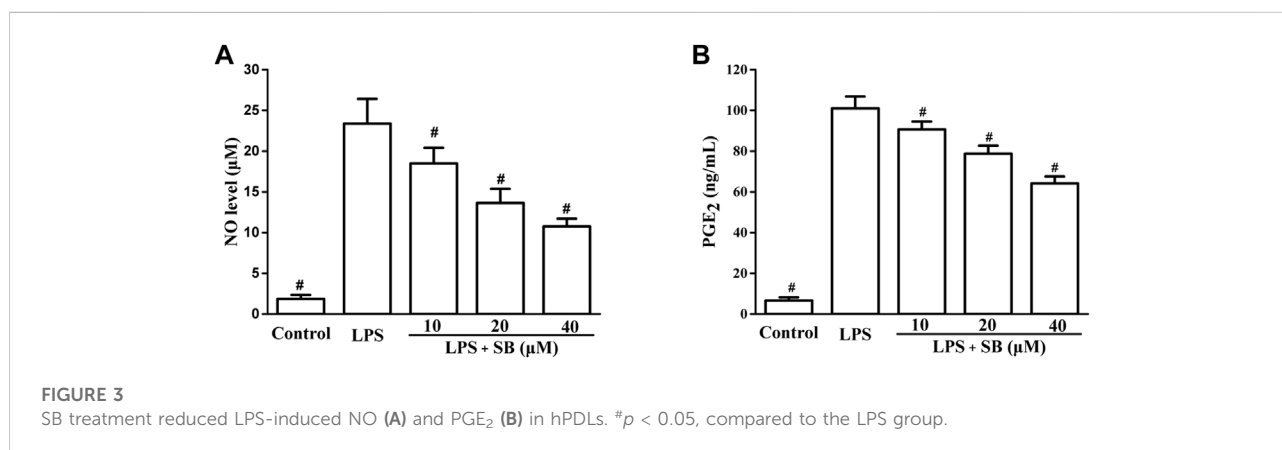 A
NO level (μM)
30
25
20
15
10
5
0
#
#
#
#
Control LPS 10 20 40
LPS + SB (μM)
B
PGE2 (ng/mL)
120
100
80
60
40
20
0
#
#
#
#
Control LPS 10 20 40
LPS + SB (μM)
FIGURE 3
SB treatment reduced LPS-induced NO (A) and PGE2 (B) in hPDLs. #p < 0.05, compared to the LPS group.